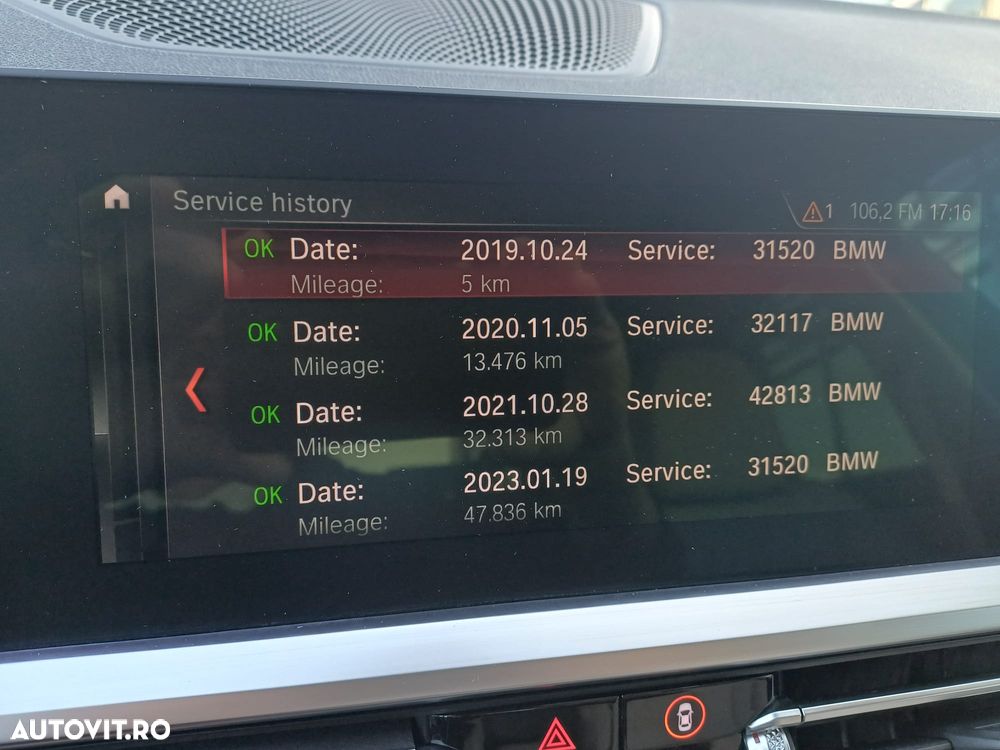 Service history
1 106,2 FM 17:16
OK Date: 2019.10.24 Service: 31520 BMW
Mileage: 5 km
OK Date: 2020.11.05 Service: 32117 BMW
Mileage: 13.476 km
OK Date: 2021.10.28 Service: 42813 BMW
Mileage: 32.313 km
OK Date: 2023.01.19 Service: 31520 BMW
Mileage: 47.836 km
AUTOVIT.RO